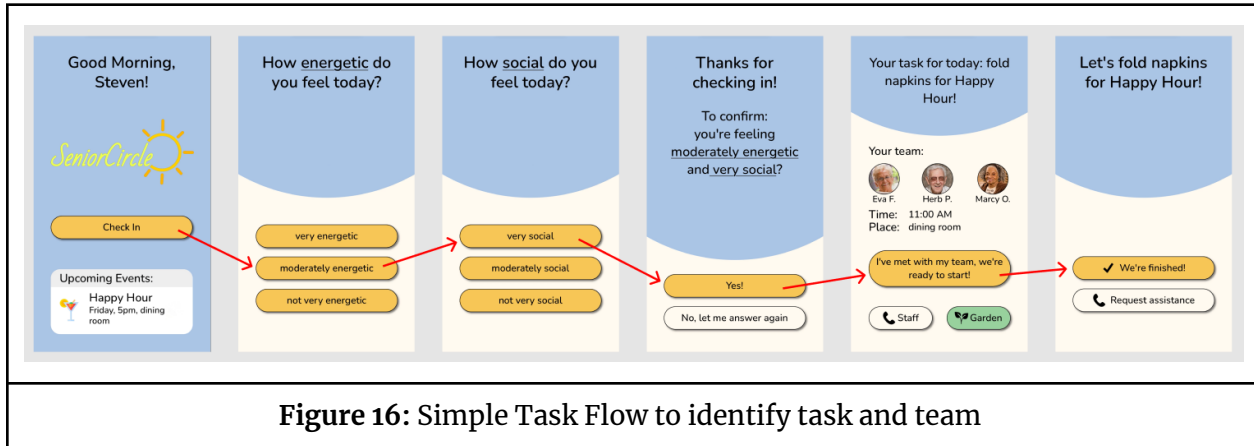 Good Morning,
Steven!
SeniorCircle
Check In
Upcoming Events:
Happy Hour
Friday, 5pm, dining
room
How energetic do
you feel today?
very energetic
moderately energetic
not very energetic
How social do you
feel today?
very social
moderately social
not very social
Thanks for
checking in!
To confirm:
you're feeling
moderately energetic
and very social?
Yes!
No, let me answer again
Your task for today: fold
napkins for Happy
Hour!
Your team:
Eva F. Herb P. Marcy O.
Time: 11:00 AM
Place: dining room
I've met with my team, we're
ready to start!
Staff Garden
Let's fold napkins
for Happy Hour!
We're finished!
Request assistance
Figure 16: Simple Task Flow to identify task and team